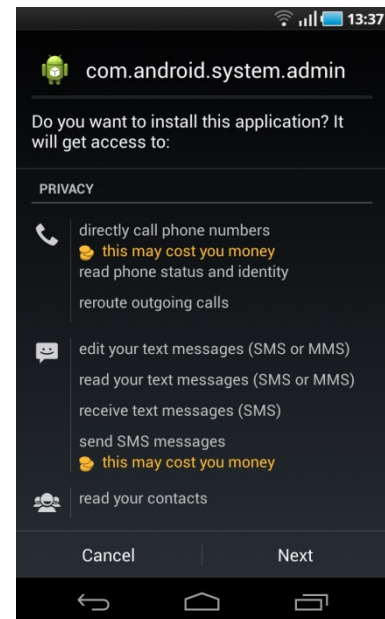 13:37
com.android.system.admin
Do you want to install this application? It
will get access to:
PRIVACY
directly call phone numbers
this may cost you money
read phone status and identity
reroute outgoing calls
edit your text messages (SMS or MMS)
read your text messages (SMS or MMS)
receive text messages (SMS)
send SMS messages
this may cost you money
read your contacts
Cancel Next